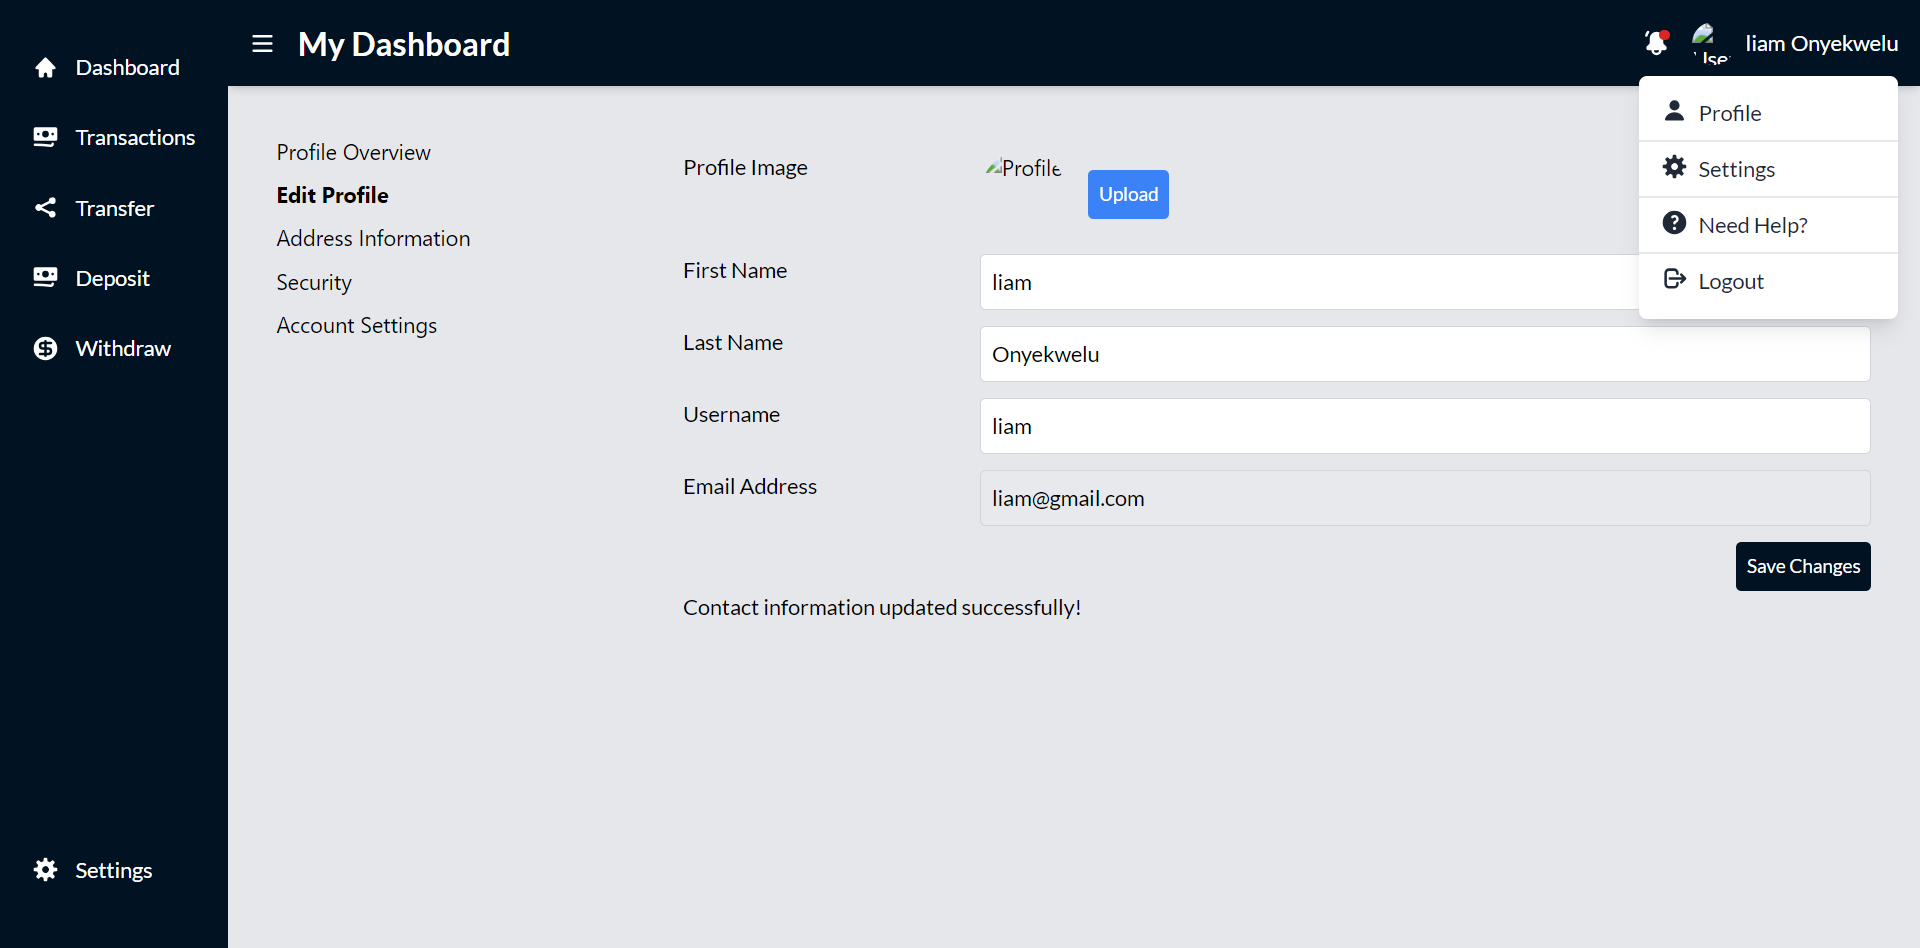 Dashboard
Transactions
Transfer
Deposit
Withdraw
Settings
My Dashboard
liam Onyekwelu
Profile
Settings
Need Help?
Logout
Profile Overview
Edit Profile
Address Information
Security
Account Settings
Profile Image
Profile
Upload
First Name
liam
Last Name
Onyekwelu
Username
liam
Email Address
liam@gmail.com
Save Changes
Contact information updated successfully!